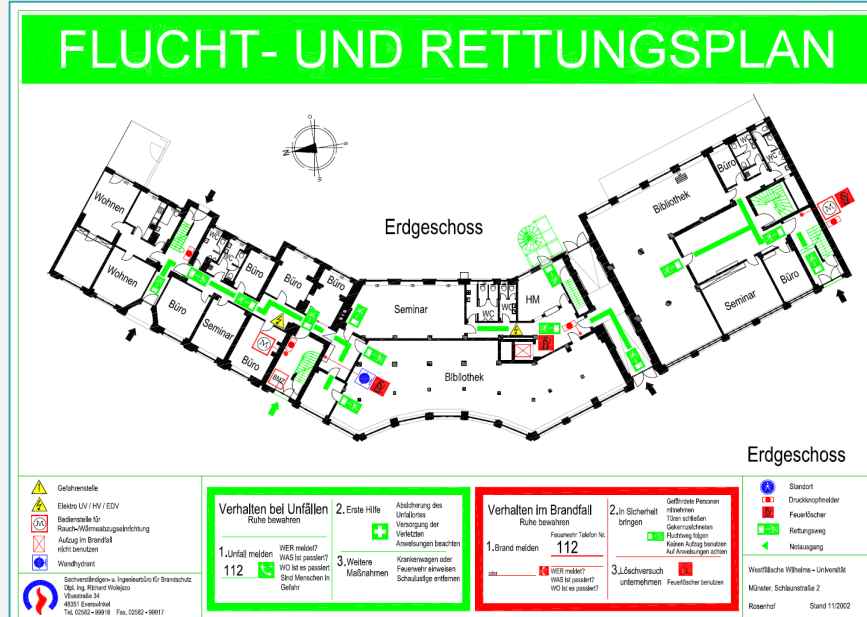 FLUCHT- UND RETTUNGSPLAN
Erdgeschoss
Wohnen
Wohnen
WC
WC
Büro
Büro
Büro
Büro
Seminar
Büro
BMZ
Seminar
WC
WC
HM
Bibliothek
Bibliothek
Büro
WC
WC
Seminar
Büro
Erdgeschoss
Gefahrenstelle
Elektro UV / HV / EDV
Bedienstelle für
Rauch-/Wärmeabzugseinrichtung
Aufzug im Brandfall
nicht benutzen
Wandhydrant
Sachverständigen- u. Ingenieurbüro für Brandschutz
Dipl. Ing. Richard Wolejszo
Vitusstraße 34
48351 Everswinkel
Tel. 02582 - 99916 Fax. 02582 - 99917
Verhalten bei Unfällen
Ruhe bewahren
1.Unfall melden
112
WER meldet?
WAS ist passiert?
WO ist es passiert
Sind Menschen in
Gefahr
2. Erste Hilfe
Absicherung des
Unfallortes
Versorgung der
Verletzten
Anweisungen beachten
3.Weitere
Maßnahmen
Krankenwagen oder
Feuerwehr einweisen
Schaulustige entfernen
Verhalten im Brandfall
Ruhe bewahren
1.Brand melden
Feuerwehr Telefon Nr.
112
oder
WER meldet?
WAS ist passiert?
WO ist es passiert?
2.In Sicherheit
bringen
Gefährdete Personen
mitnehmen
Türen schließen
Gekennzeichneten
Fluchtweg folgen
Keinen Aufzug benutzen
Auf Anweisungen achten
3.Löschversuch
unternehmen
Feuerlöscher benutzen
Standort
Druckknopfmelder
Feuerlöscher
Rettungsweg
Notausgang
Westfälische Wilhelms - Universität
Münster, Schlaunstraße 2
Rosenhof Stand 11/2002